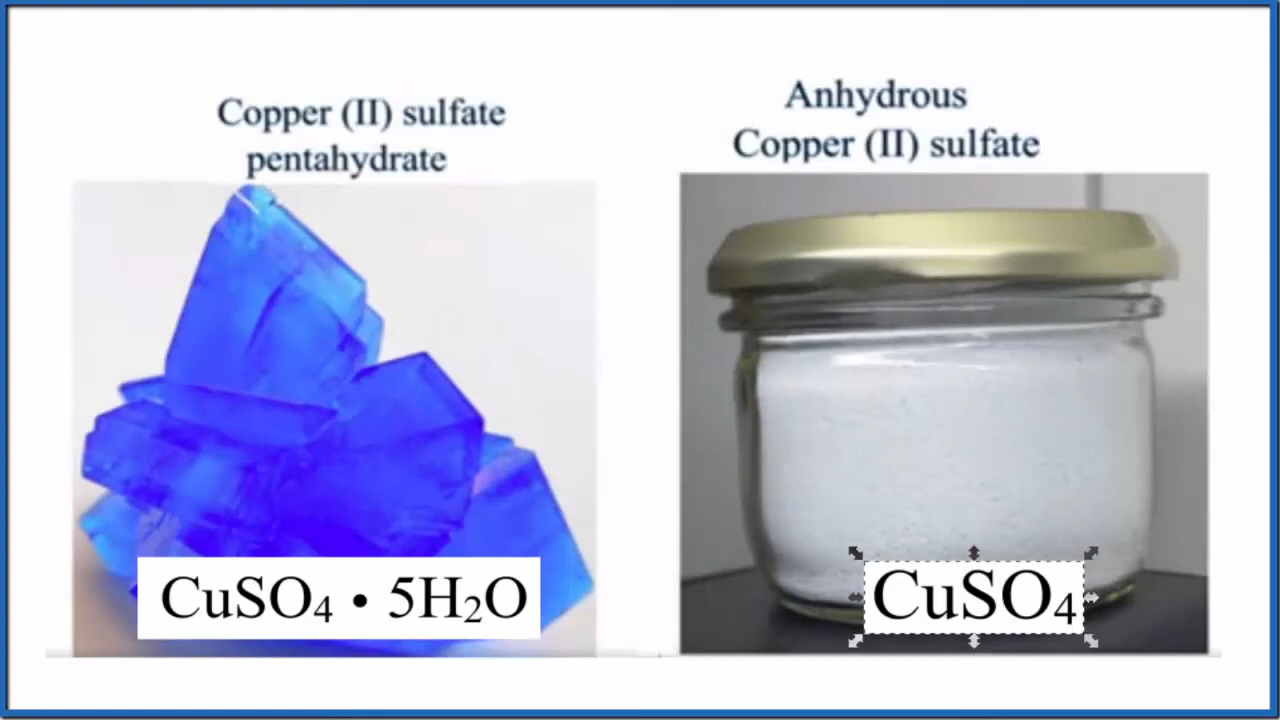 Copper (II) sulfate
pentahydrate
Anhydrous
Copper (II) sulfate
CuSO₄ • 5H₂O
CuSO₄